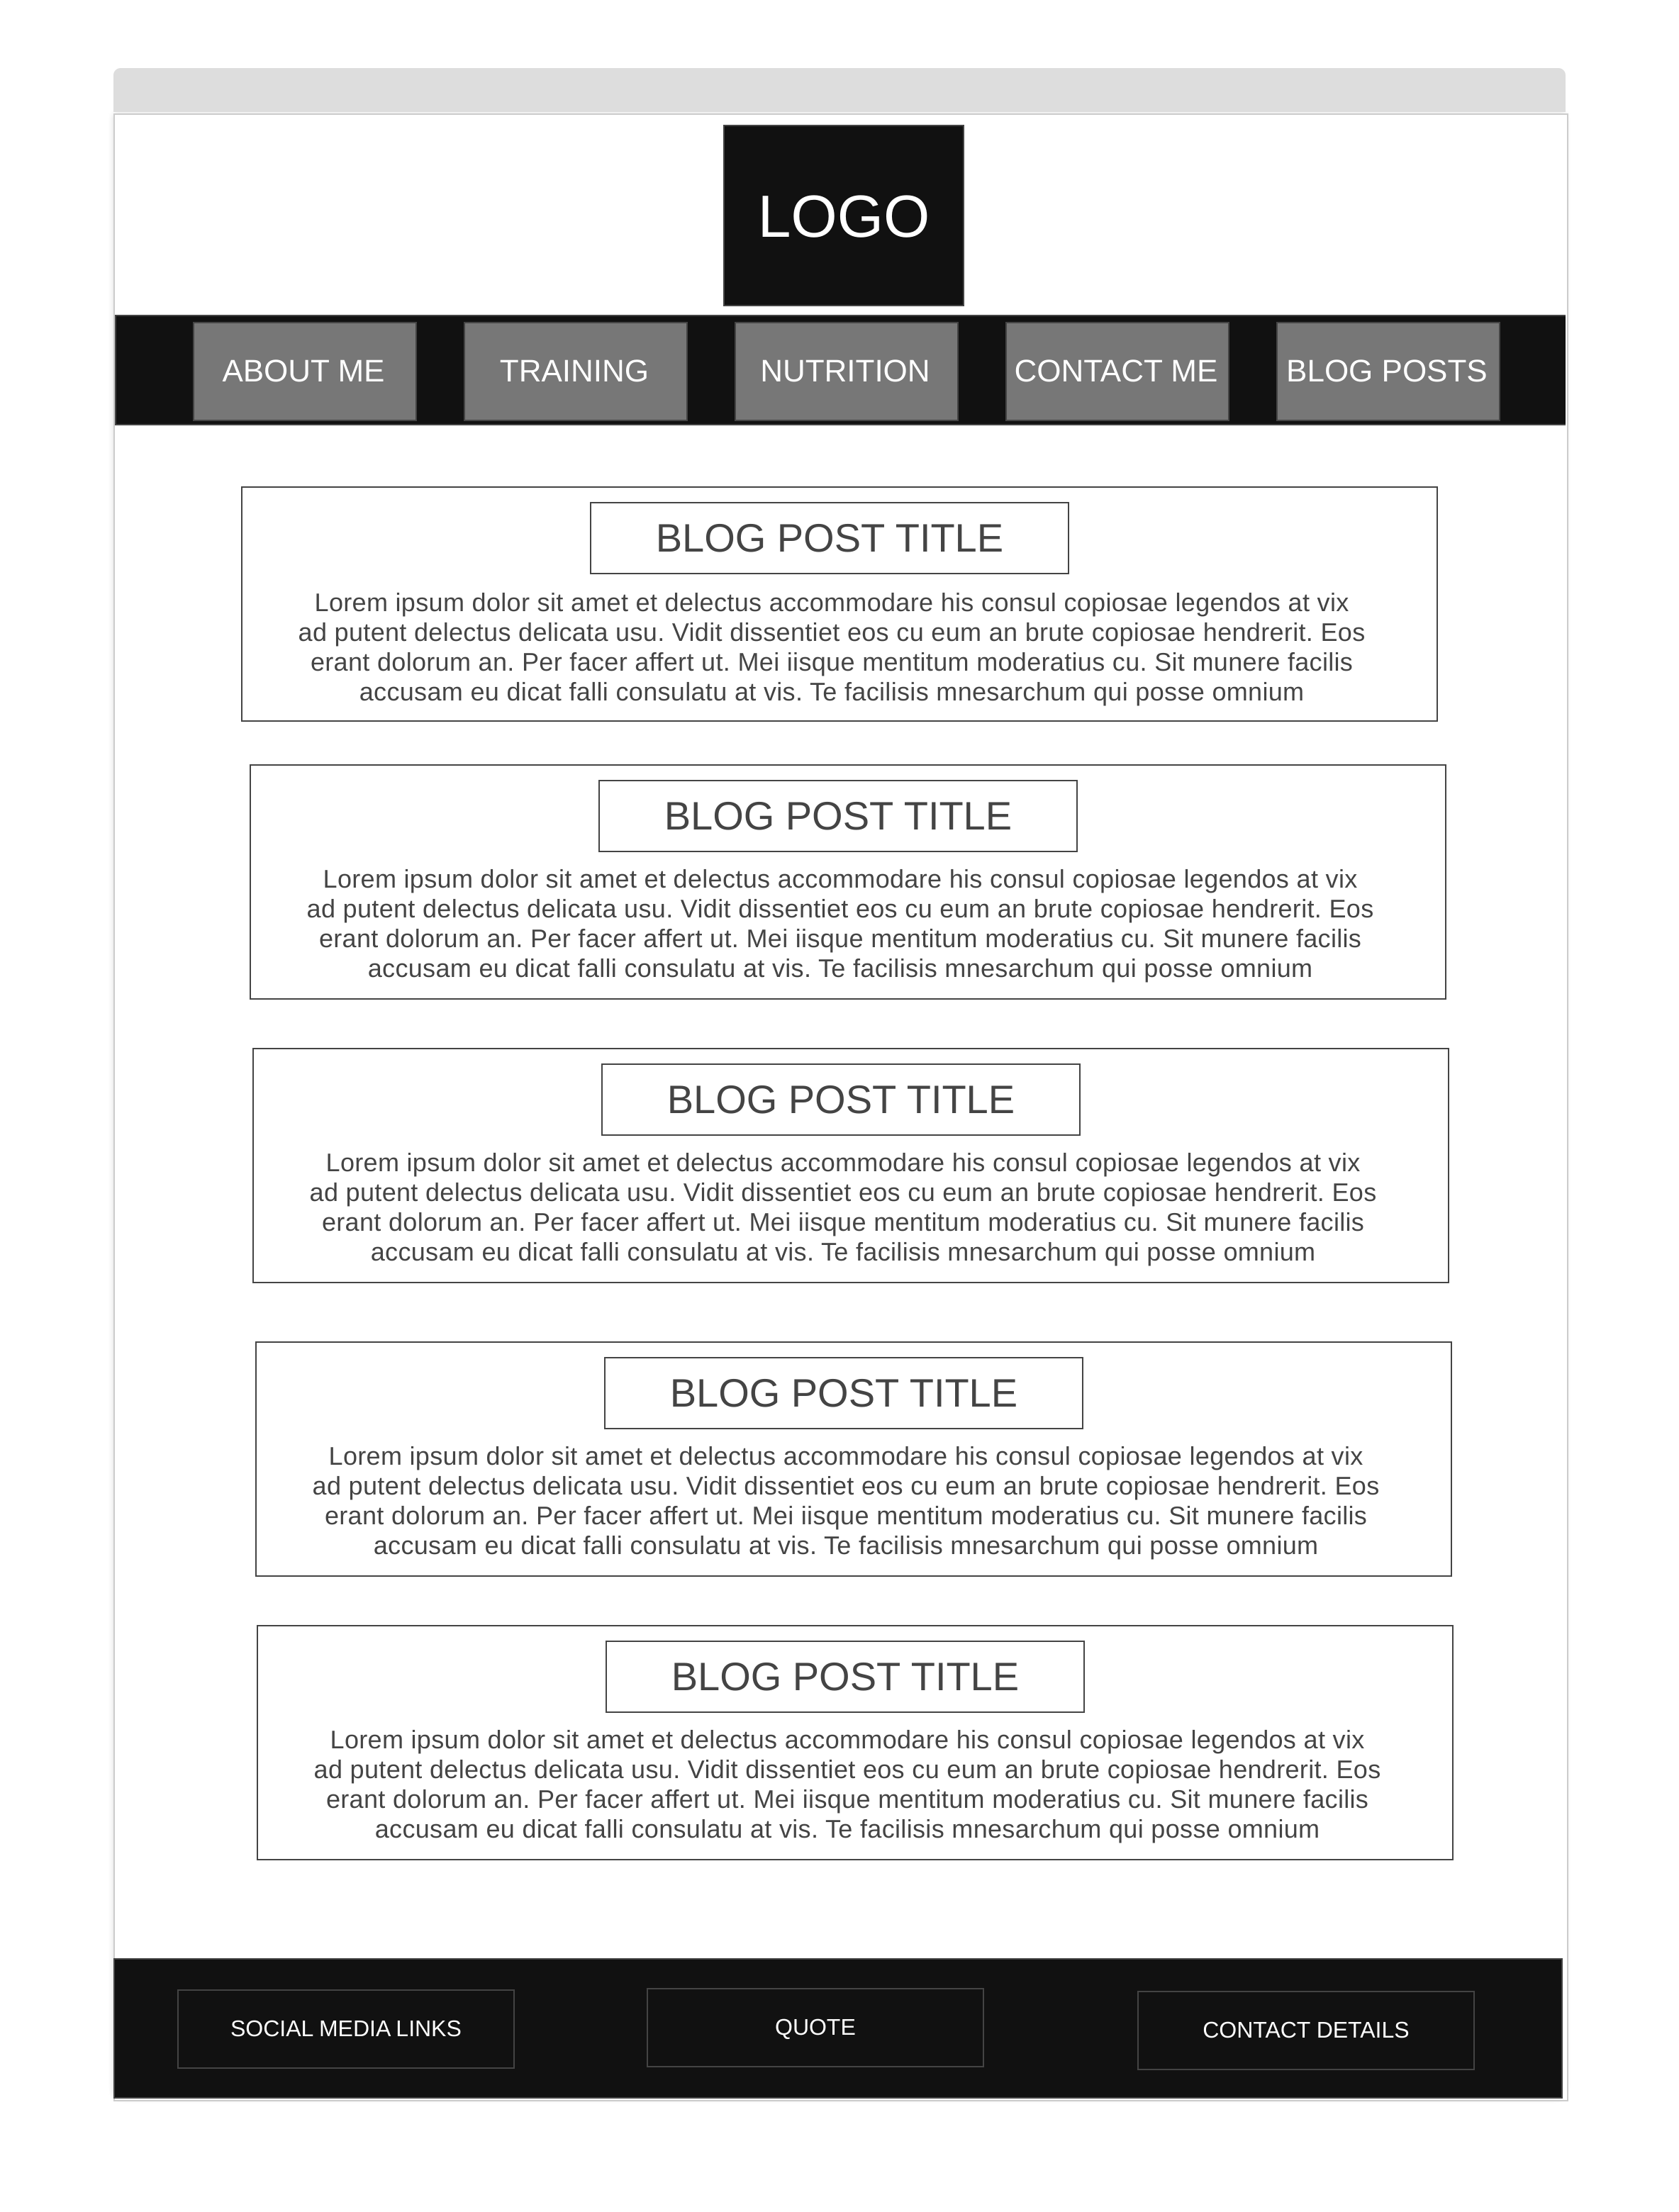 LOGO
ABOUT ME TRAINING NUTRITION CONTACT ME BLOG POSTS
BLOG POST TITLE
Lorem ipsum dolor sit amet et delectus accommodare his consul copiosae legendos at vix
ad putent delectus delicata usu. Vidit dissentiet eos cu eum an brute copiosae hendrerit. Eos
erant dolorum an. Per facer affert ut. Mei iisque mentitum moderatius cu. Sit munere facilis
accusam eu dicat falli consulatu at vis. Te facilisis mnesarchum qui posse omnium
BLOG POST TITLE
Lorem ipsum dolor sit amet et delectus accommodare his consul copiosae legendos at vix
ad putent delectus delicata usu. Vidit dissentiet eos cu eum an brute copiosae hendrerit. Eos
erant dolorum an. Per facer affert ut. Mei iisque mentitum moderatius cu. Sit munere facilis
accusam eu dicat falli consulatu at vis. Te facilisis mnesarchum qui posse omnium
BLOG POST TITLE
Lorem ipsum dolor sit amet et delectus accommodare his consul copiosae legendos at vix
ad putent delectus delicata usu. Vidit dissentiet eos cu eum an brute copiosae hendrerit. Eos
erant dolorum an. Per facer affert ut. Mei iisque mentitum moderatius cu. Sit munere facilis
accusam eu dicat falli consulatu at vis. Te facilisis mnesarchum qui posse omnium
BLOG POST TITLE
Lorem ipsum dolor sit amet et delectus accommodare his consul copiosae legendos at vix
ad putent delectus delicata usu. Vidit dissentiet eos cu eum an brute copiosae hendrerit. Eos
erant dolorum an. Per facer affert ut. Mei iisque mentitum moderatius cu. Sit munere facilis
accusam eu dicat falli consulatu at vis. Te facilisis mnesarchum qui posse omnium
BLOG POST TITLE
Lorem ipsum dolor sit amet et delectus accommodare his consul copiosae legendos at vix
ad putent delectus delicata usu. Vidit dissentiet eos cu eum an brute copiosae hendrerit. Eos
erant dolorum an. Per facer affert ut. Mei iisque mentitum moderatius cu. Sit munere facilis
accusam eu dicat falli consulatu at vis. Te facilisis mnesarchum qui posse omnium
SOCIAL MEDIA LINKS QUOTE CONTACT DETAILS